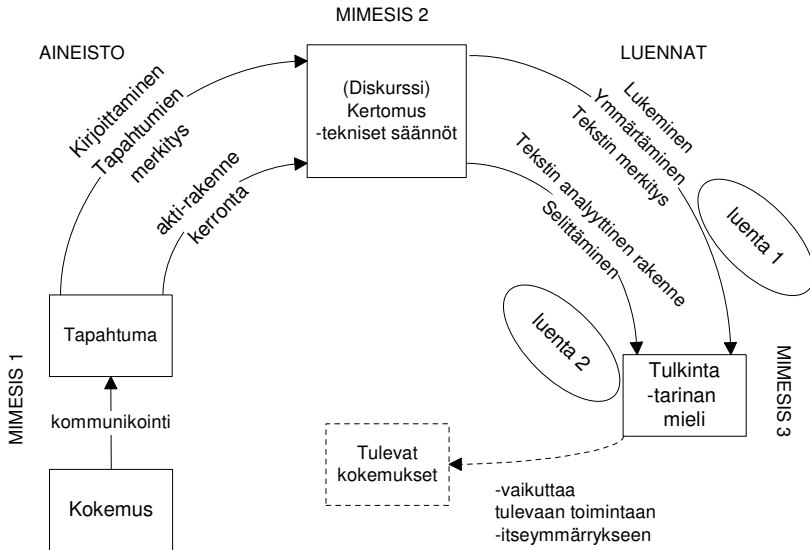 MIMESIS 2
AINEISTO
LUENNAT
(Diskurssi)
Kertomus
-tekniset säännöt
Kirjoittaminen
Tapahtumien
merkitys
akti-rakenne
kerronta
Lukeminen
Ymmärtäminen
Tekstin merkitys
Tekstin analyyttinen rakenne
Selittäminen
luenta 1
luenta 2
Tapahtuma
MIMESIS 1
kommunikointi
Kokemus
Tulkinta
-tarinan
mieli
MIMESIS 3
Tulevat
kokemukset
-vaikuttaa
tulevaan toimintaan
-itseymmärrykseen